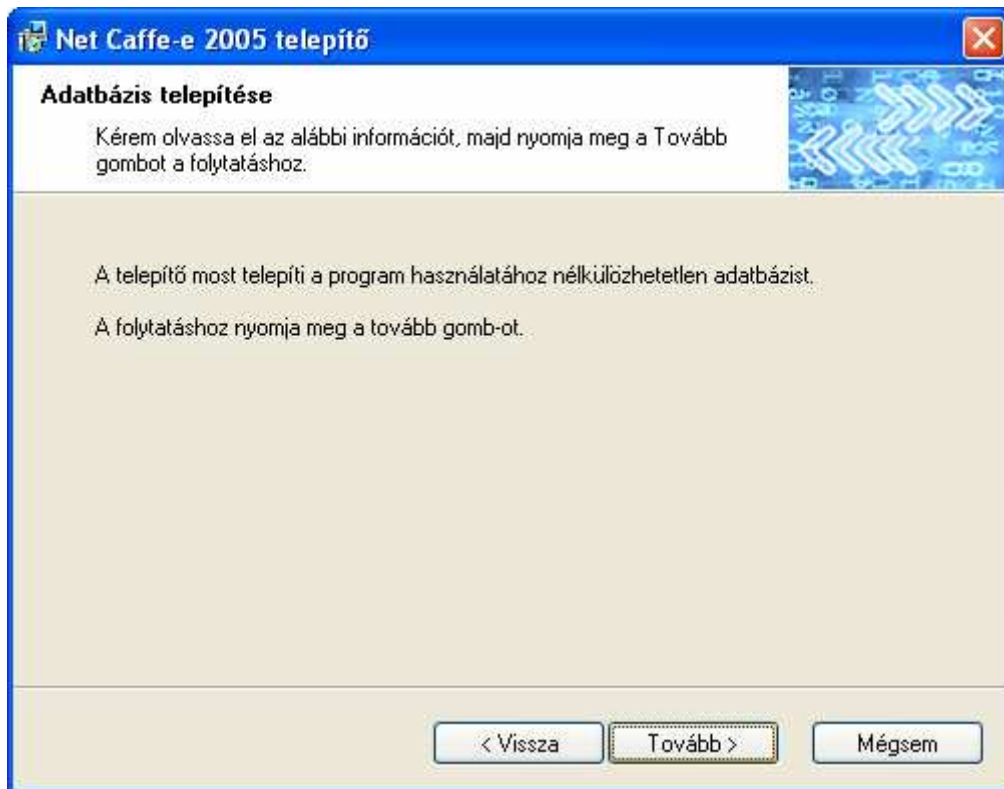 Net Caffe-e 2005 telepítő
Adatbázis telepítése
Kérem olvassa el az alábbi információt, majd nyomja meg a Tovább
gombot a folytatáshoz.
A telepítő most telepíti a program használatához nélkülözhetetlen adatbázist.
A folytatáshoz nyomja meg a tovább gomb-ot.
< Vissza
Tovább >
Mégsem